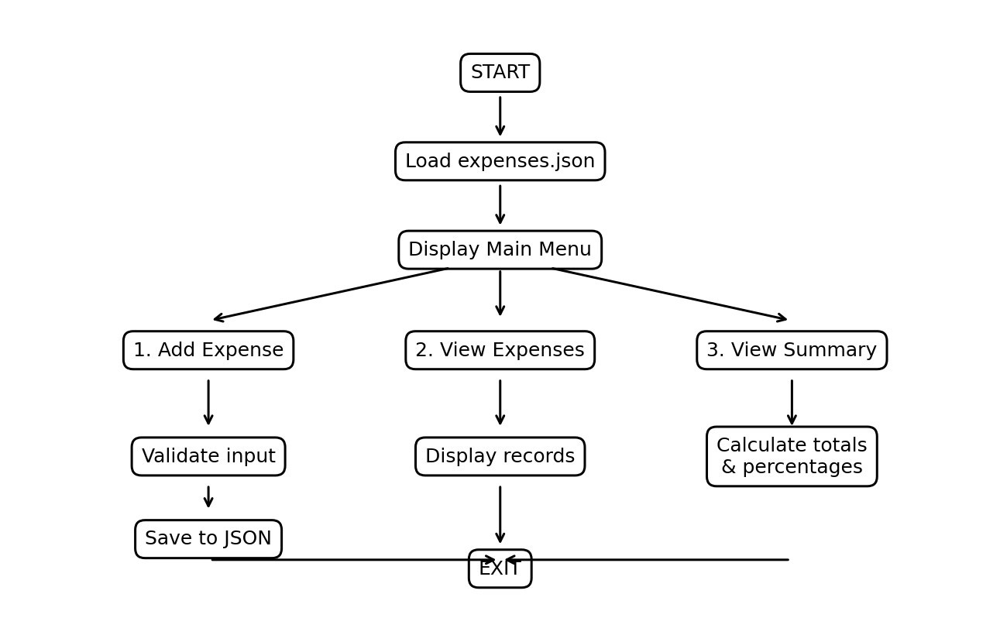 START
Load expenses.json
Display Main Menu
1. Add Expense
2. View Expenses
3. View Summary
Validate input
Display records
Calculate totals
& percentages
Save to JSON
EXIT